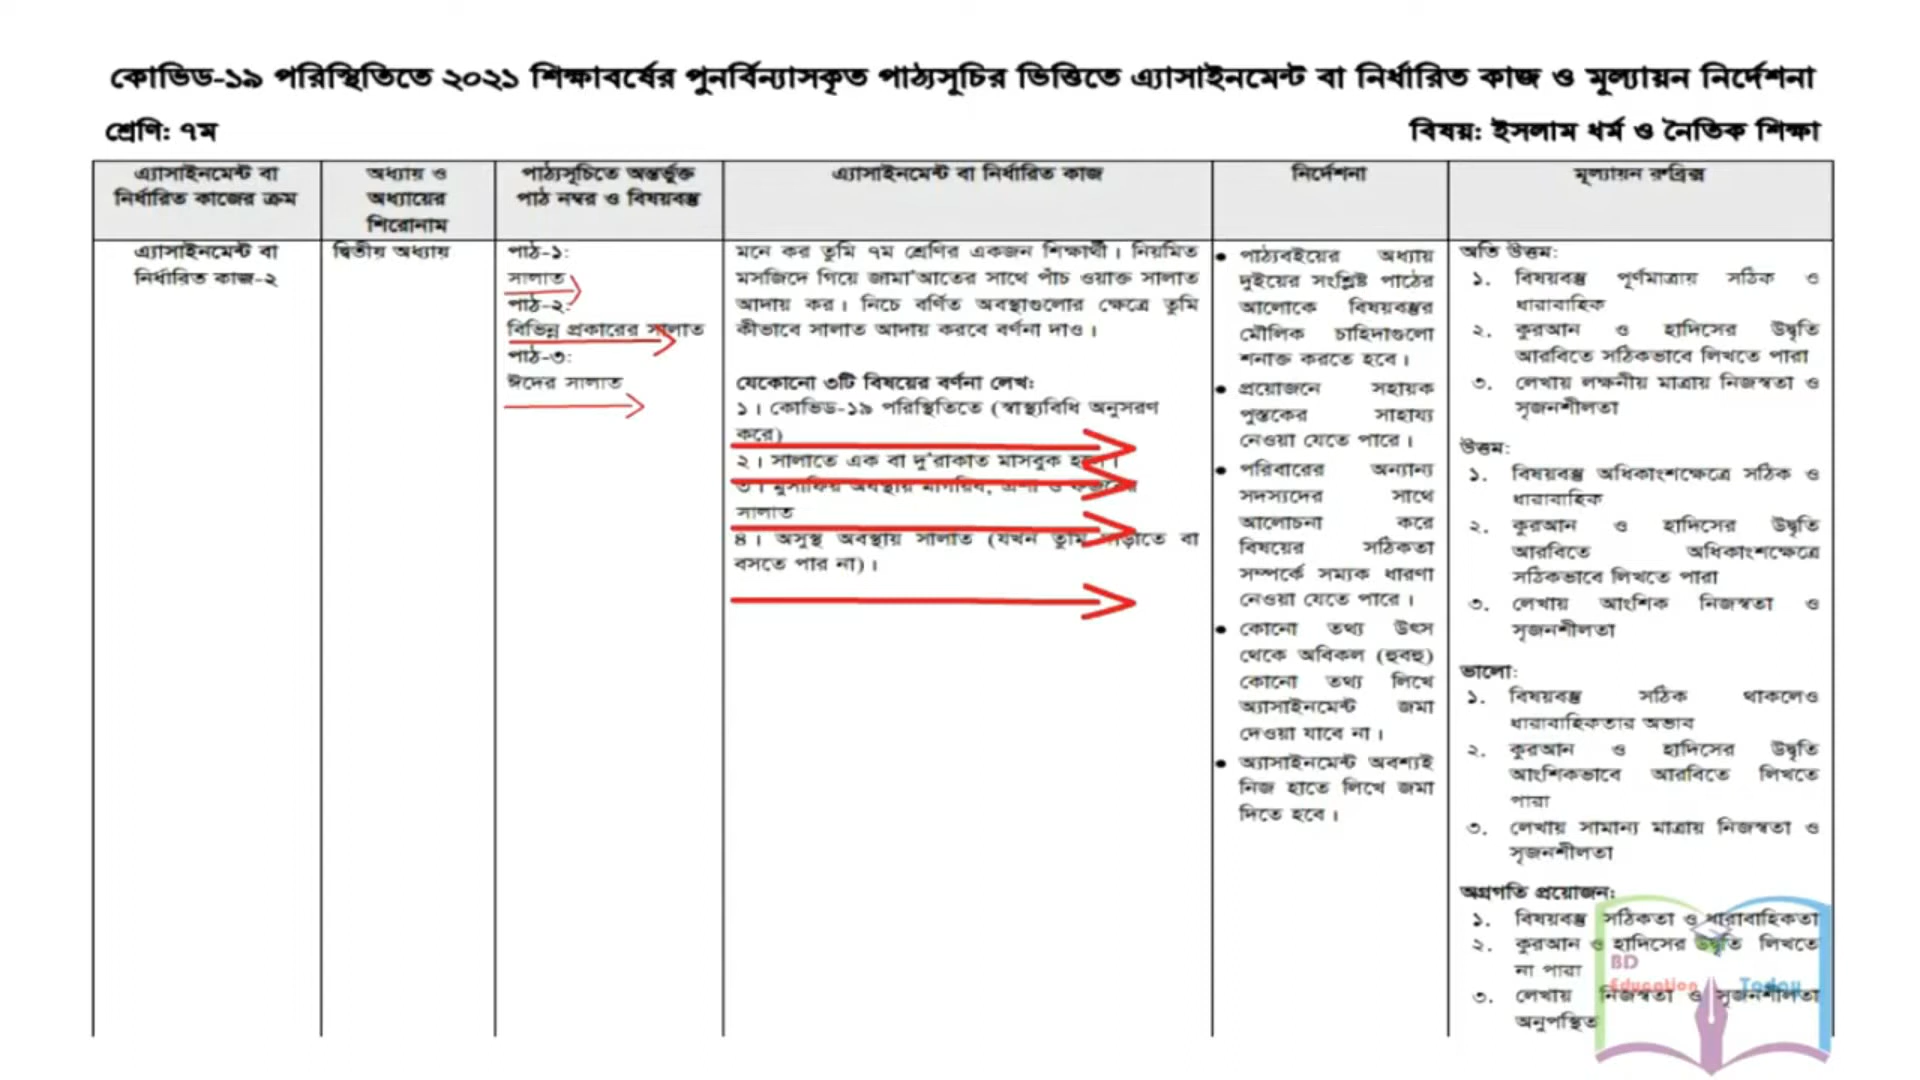 কোভিড-১৯ পরিস্থিতিতে ২০২১ শিক্ষাবর্ষের পুনর্বিন্যাসকৃত পাঠ্যসূচির ভিত্তিতে এ্যাসাইনমেন্ট বা নির্ধারিত কাজ ও মূল্যায়ন নির্দেশনা
শ্রেণি: ৭ম
বিষয়: ইসলাম ধর্ম ও নৈতিক শিক্ষা
এ্যাসাইনমেন্ট বা
নির্ধারিত কাজের ক্রম
অধ্যায় ও
অধ্যায়ের
শিরোনাম
পাঠ্যসূচিতে অন্তর্ভুক্ত
পাঠ নম্বর ও বিষয়বস্তু
এ্যাসাইনমেন্ট বা নির্ধারিত কাজ
নির্দেশনা
মূল্যায়ন রুব্রিক্স
এ্যাসাইনমেন্ট বা
নির্ধারিত কাজ-২
দ্বিতীয় অধ্যায়
পাঠ-১:
সালাত
পাঠ-২:
বিভিন্ন প্রকারের সালাত
পাঠ-৩:
ঈদের সালাত
মনে কর তুমি ৭ম শ্রেণির একজন শিক্ষার্থী। নিয়মিত
মসজিদে গিয়ে জামা'আতের সাথে পাঁচ ওয়াক্ত সালাত
আদায় কর। নিচে বর্ণিত অবস্থাগুলোর ক্ষেত্রে তুমি
কীভাবে সালাত আদায় করবে বর্ণনা দাও।
যেকোনো ৩টি বিষয়ের বর্ণনা লেখ:
১। কোভিড-১৯ পরিস্থিতিতে (স্বাস্থ্যবিধি অনুসরণ
করে)
২। সালাতে এক বা দু'রাকাত মাসবুক হলে।
৩। মুসাফির অবস্থায় মাগরিব, এশা ও ফজরের
সালাত
৪। অসুস্থ অবস্থায় সালাত (যখন তুমি দাঁড়াতে বা
বসতে পার না)।
• পাঠ্যবইয়ের অধ্যায়
দুইয়ের সংশ্লিষ্ট পাঠের
আলোকে বিষয়বস্তুর
মৌলিক চাহিদাগুলো
শনাক্ত করতে হবে।
• প্রয়োজনে সহায়ক
পুস্তকের সাহায্য
নেওয়া যেতে পারে।
• পরিবারের অন্যান্য
সদস্যদের সাথে
আলোচনা করে
বিষয়ের সঠিকতা
সম্পর্কে সম্যক ধারণা
নেওয়া যেতে পারে।
• কোনো তথ্য উৎস
থেকে অবিকল (হুবহু)
কোনো তথ্য লিখে
অ্যাসাইনমেন্ট জমা
দেওয়া যাবে না।
• অ্যাসাইনমেন্ট অবশ্যই
নিজ হাতে লিখে জমা
দিতে হবে।
অতি উত্তম:
১. বিষয়বস্তু পূর্ণমাত্রায় সঠিক ও
ধারাবাহিক
২. কুরআন ও হাদিসের উদ্ধৃতি
আরবিতে সঠিকভাবে লিখতে পারা
৩. লেখায় লক্ষনীয় মাত্রায় নিজস্বতা ও
সৃজনশীলতা
উত্তম:
১. বিষয়বস্তু অধিকাংশক্ষেত্রে সঠিক ও
ধারাবাহিক
২. কুরআন ও হাদিসের উদ্ধৃতি
আরবিতে অধিকাংশক্ষেত্রে
সঠিকভাবে লিখতে পারা
৩. লেখায় আংশিক নিজস্বতা ও
সৃজনশীলতা
ভালো:
১. বিষয়বস্তু সঠিক থাকলেও
ধারাবাহিকতার অভাব
২. কুরআন ও হাদিসের উদ্ধৃতি
আংশিকভাবে আরবিতে লিখতে
পারা
৩. লেখায় সামান্য মাত্রায় নিজস্বতা ও
সৃজনশীলতা
অগ্রগতি প্রয়োজন:
১. বিষয়বস্তু সঠিকতা ও ধারাবাহিকতা
২. কুরআন ও হাদিসের উদ্ধৃতি লিখতে
না পারা
৩. লেখায় নিজস্বতা ও সৃজনশীলতা
অনুপস্থিত
BD
Education Today